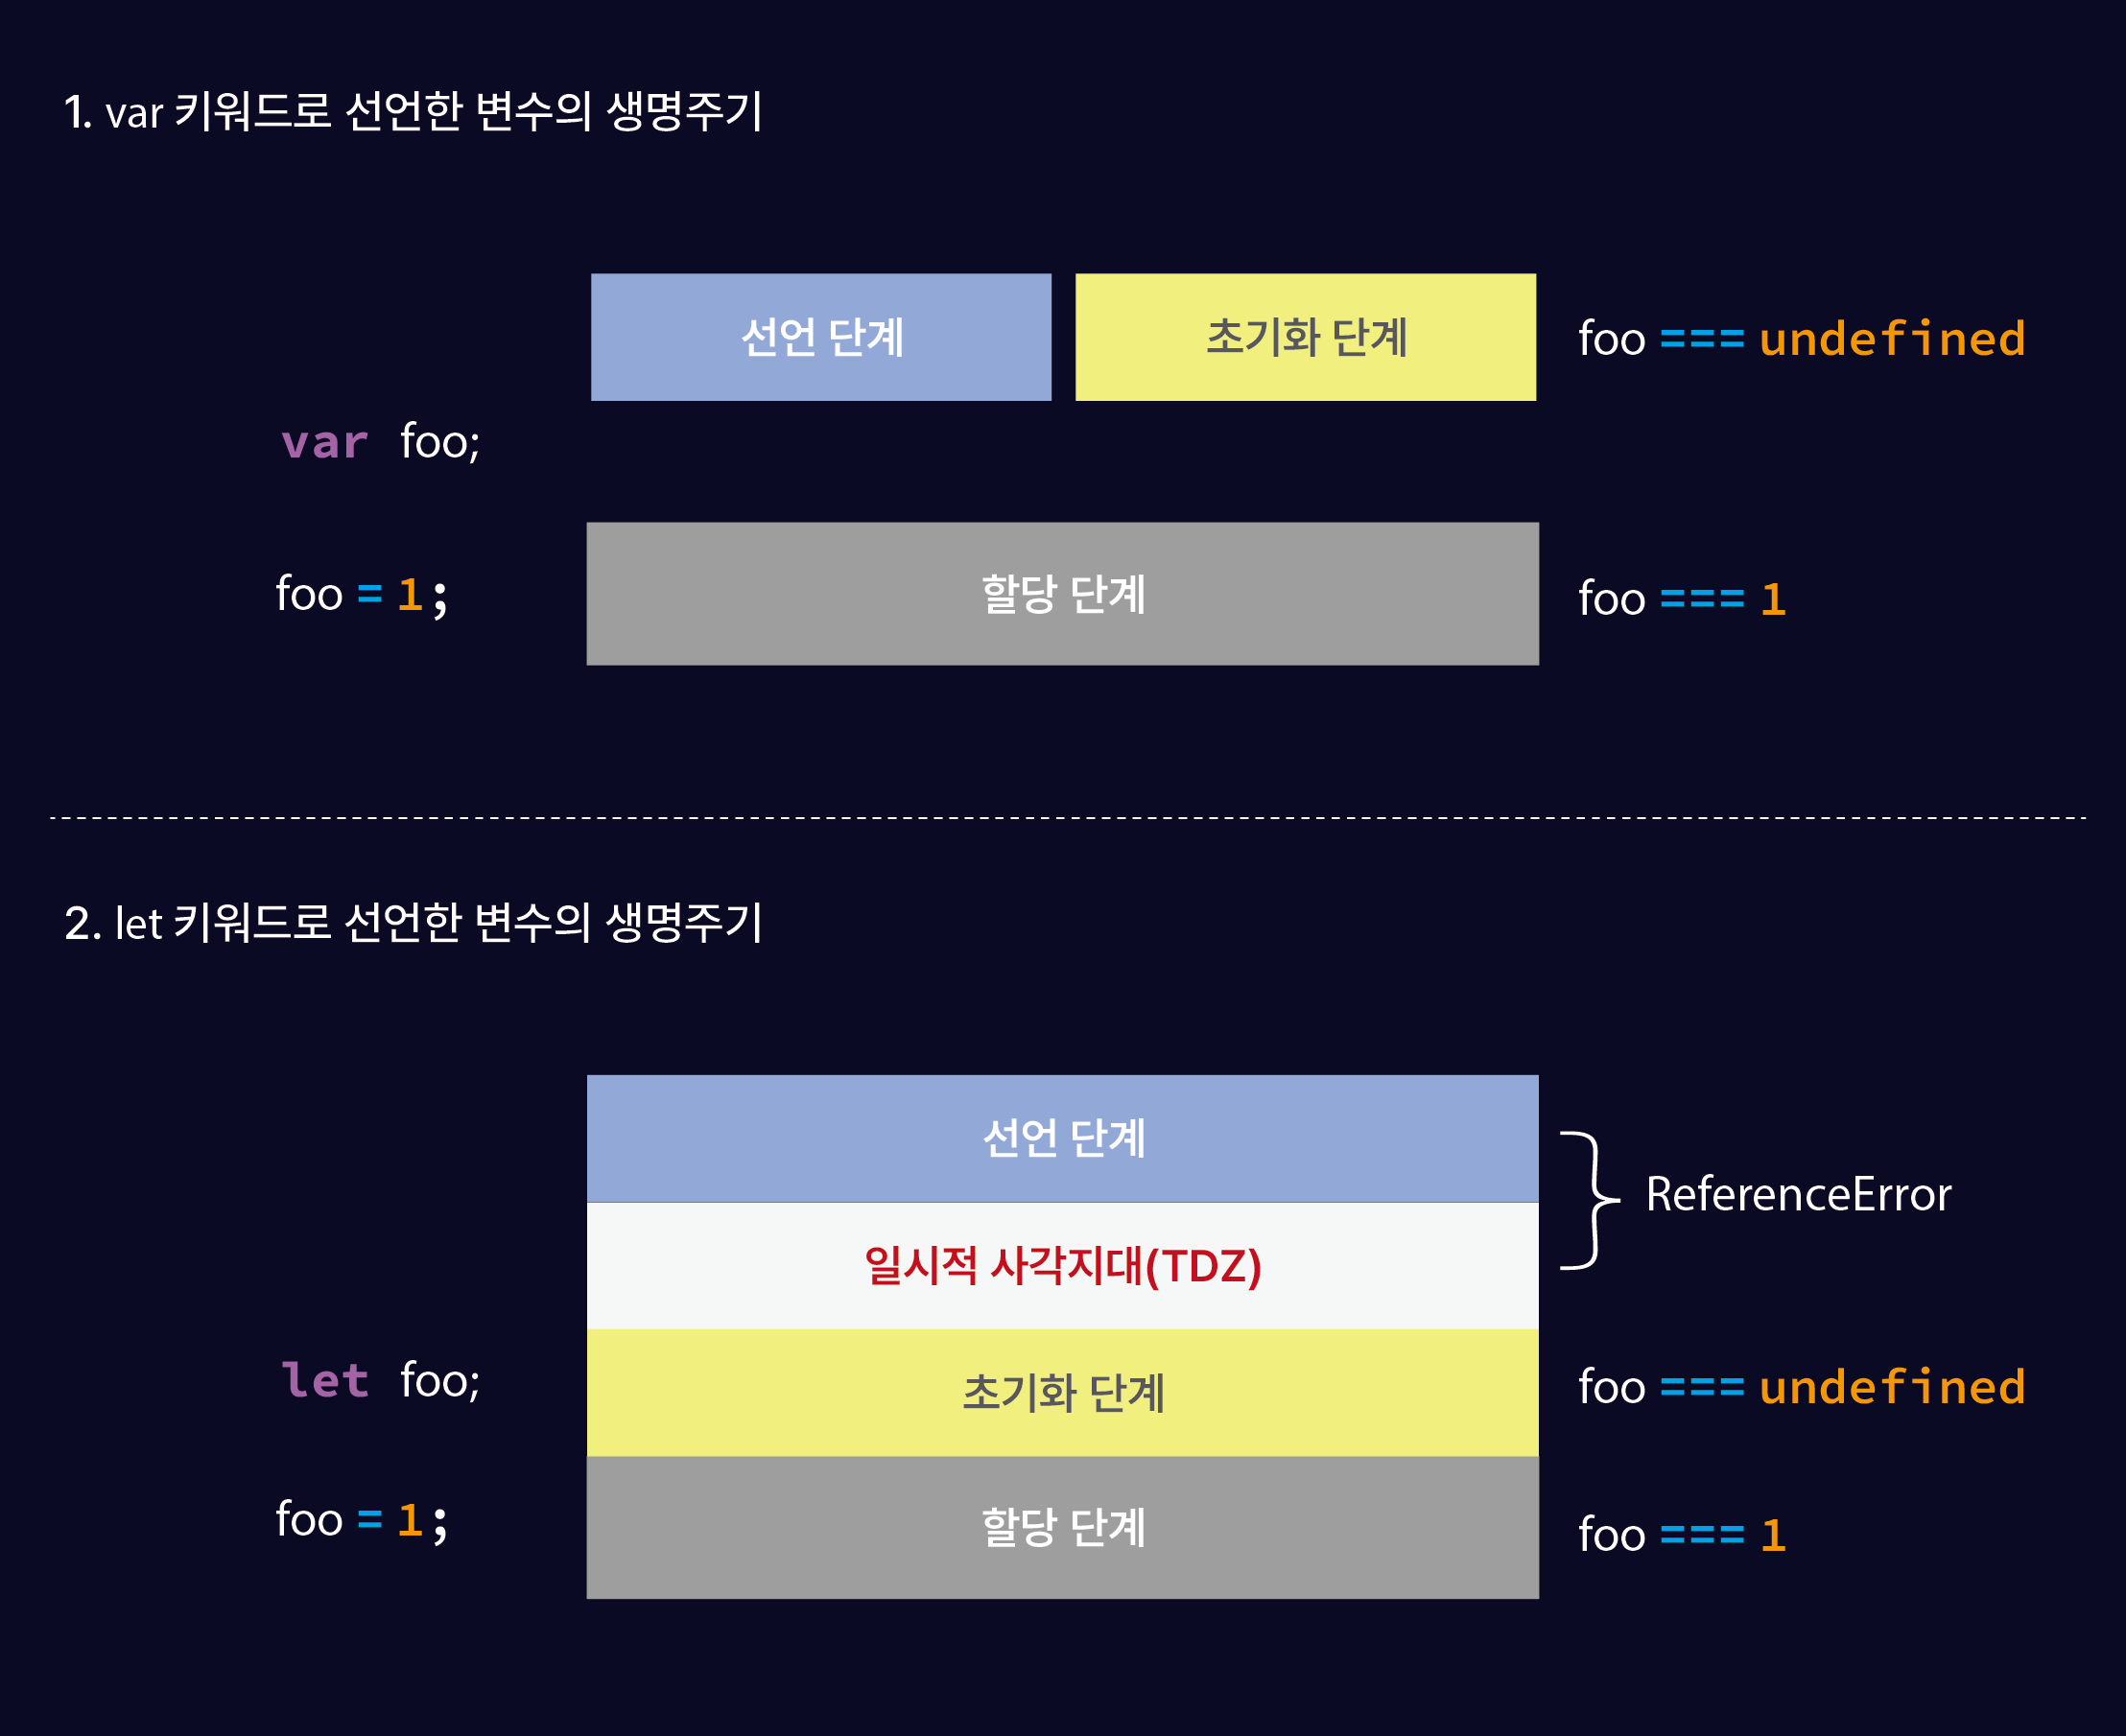 1. var 키워드로 선언한 변수의 생명주기
선언 단계 초기화 단계 foo === undefined
var foo;
foo = 1; 할당 단계 foo === 1
2. let 키워드로 선언한 변수의 생명주기
선언 단계
ReferenceError
일시적 사각지대(TDZ)
let foo; 초기화 단계 foo === undefined
foo = 1; 할당 단계 foo === 1